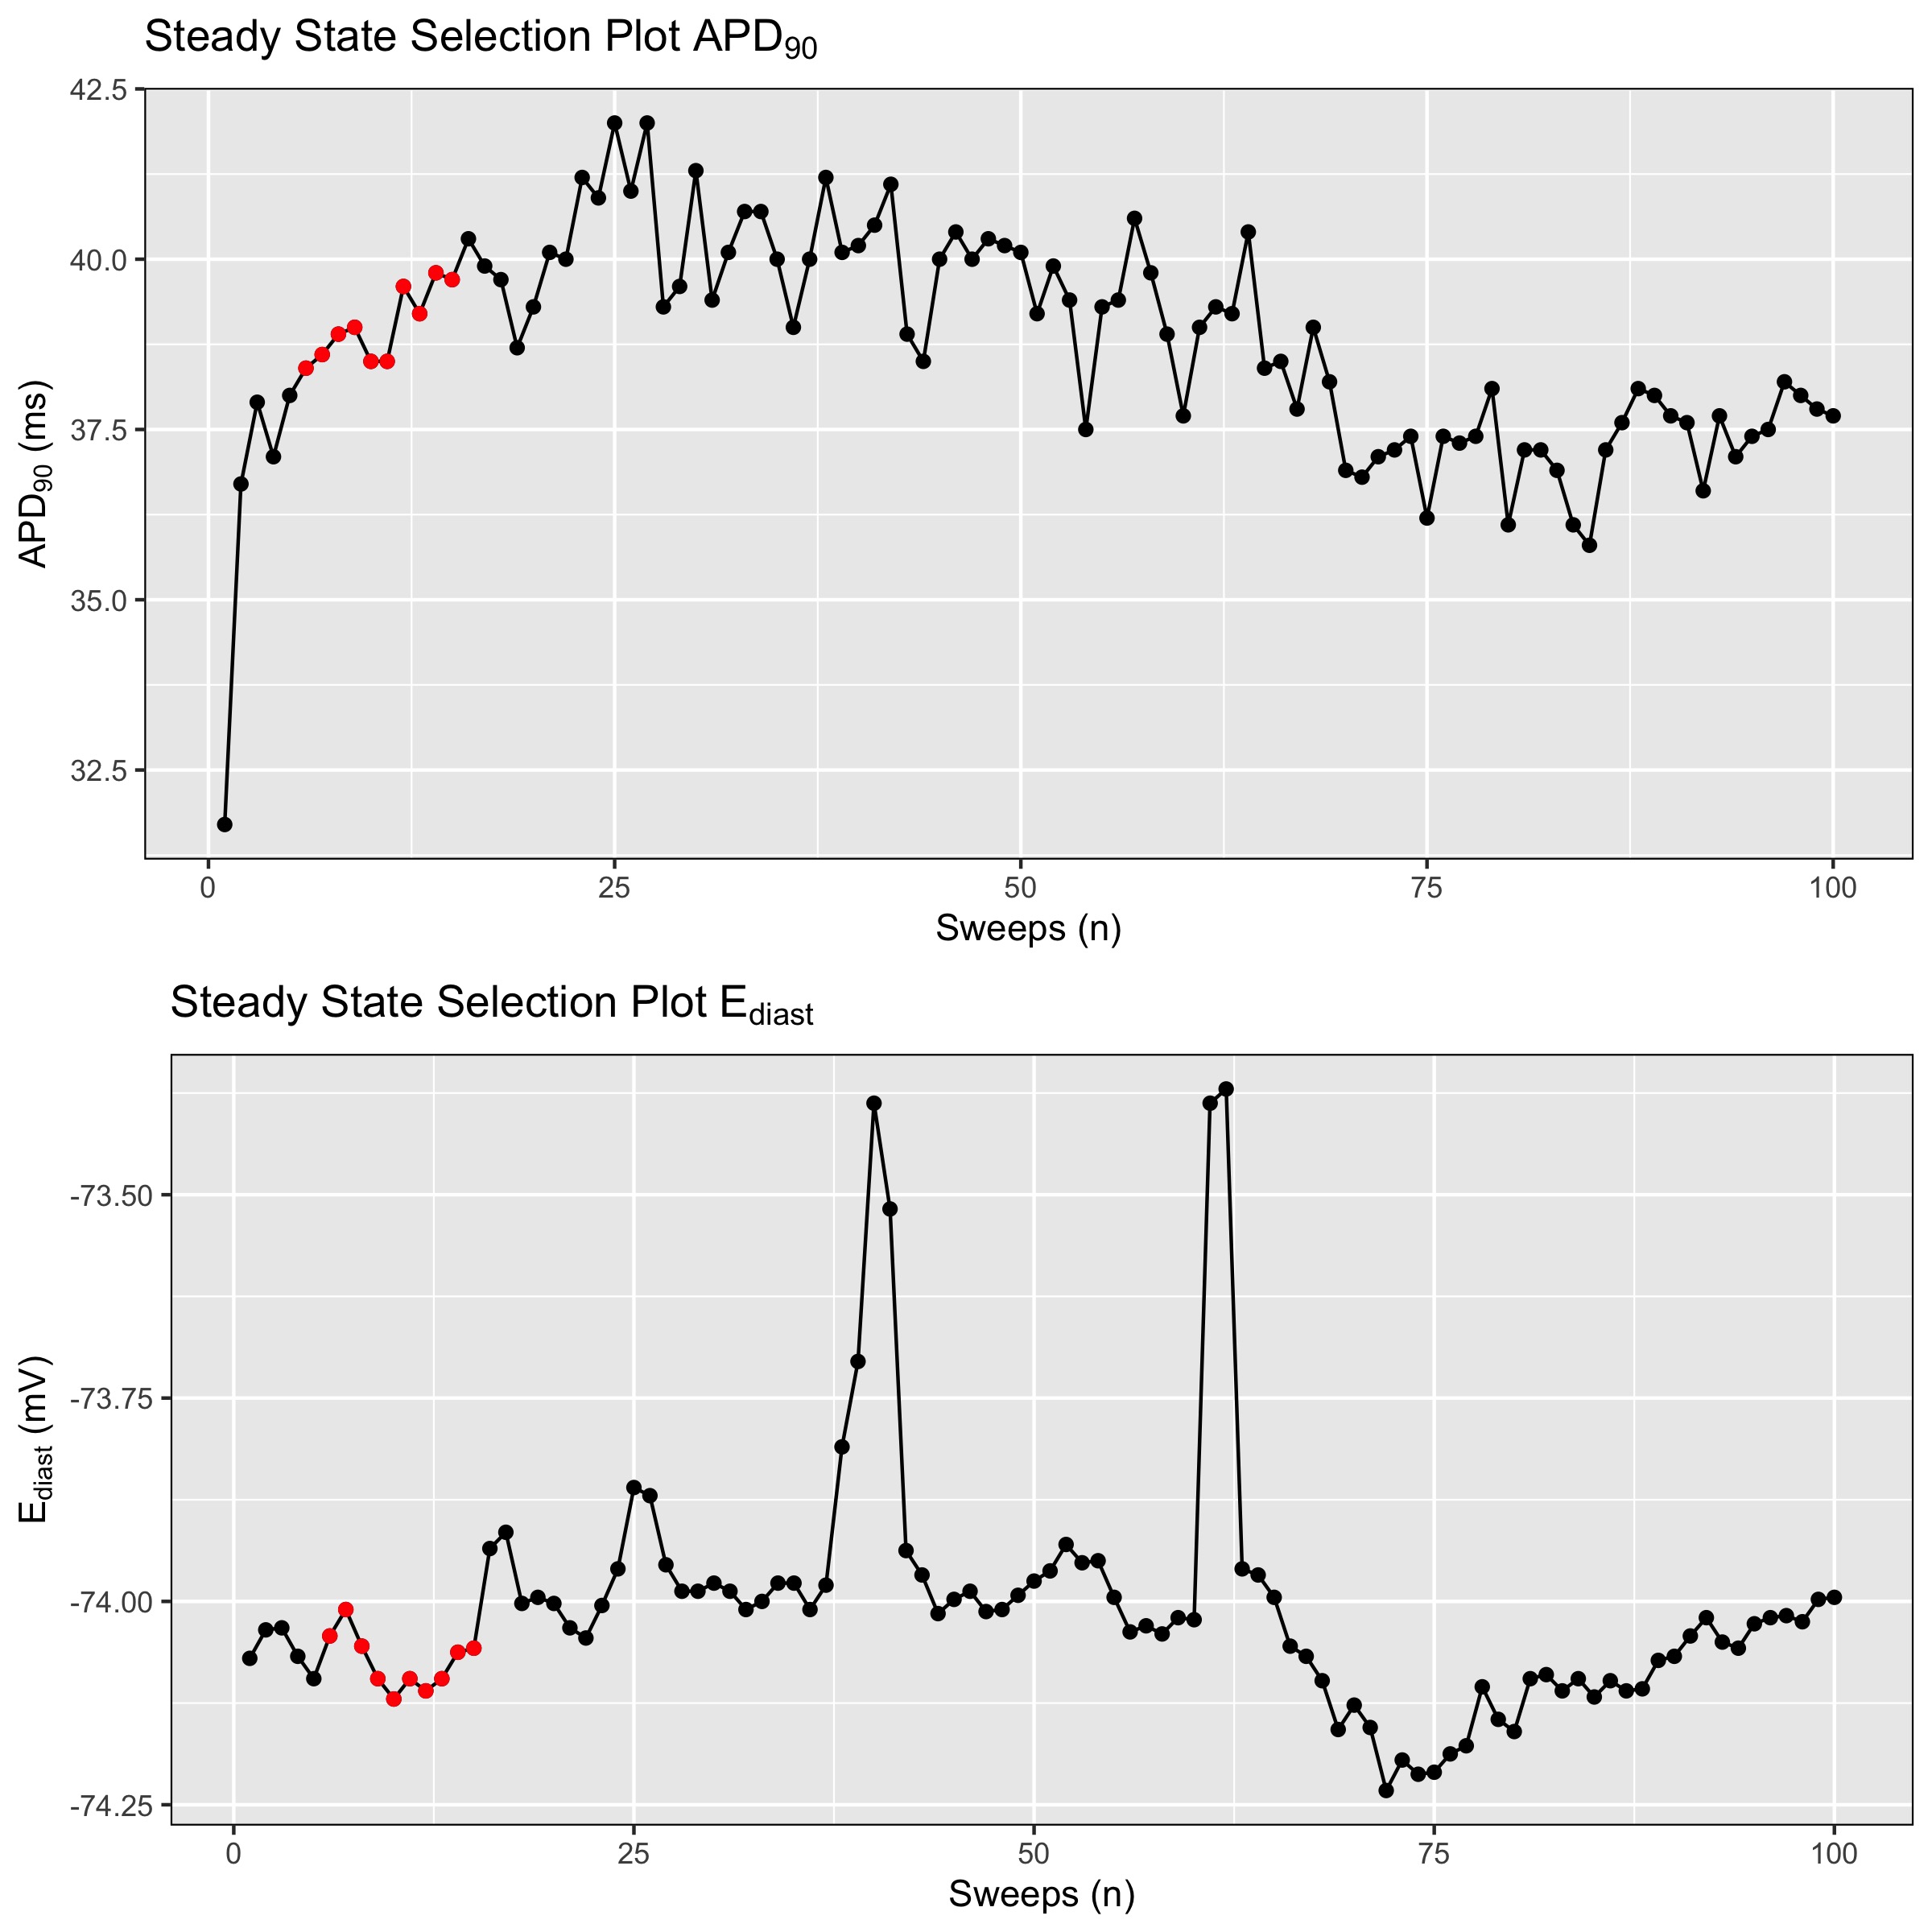 Steady State Selection Plot APD90
42.5
40.0
37.5
35.0
32.5
APD90 (ms)
0 25 50 75 100
Sweeps (n)
Steady State Selection Plot Ediast
-73.50
-73.75
-74.00
-74.25
Ediast (mV)
0 25 50 75 100
Sweeps (n)